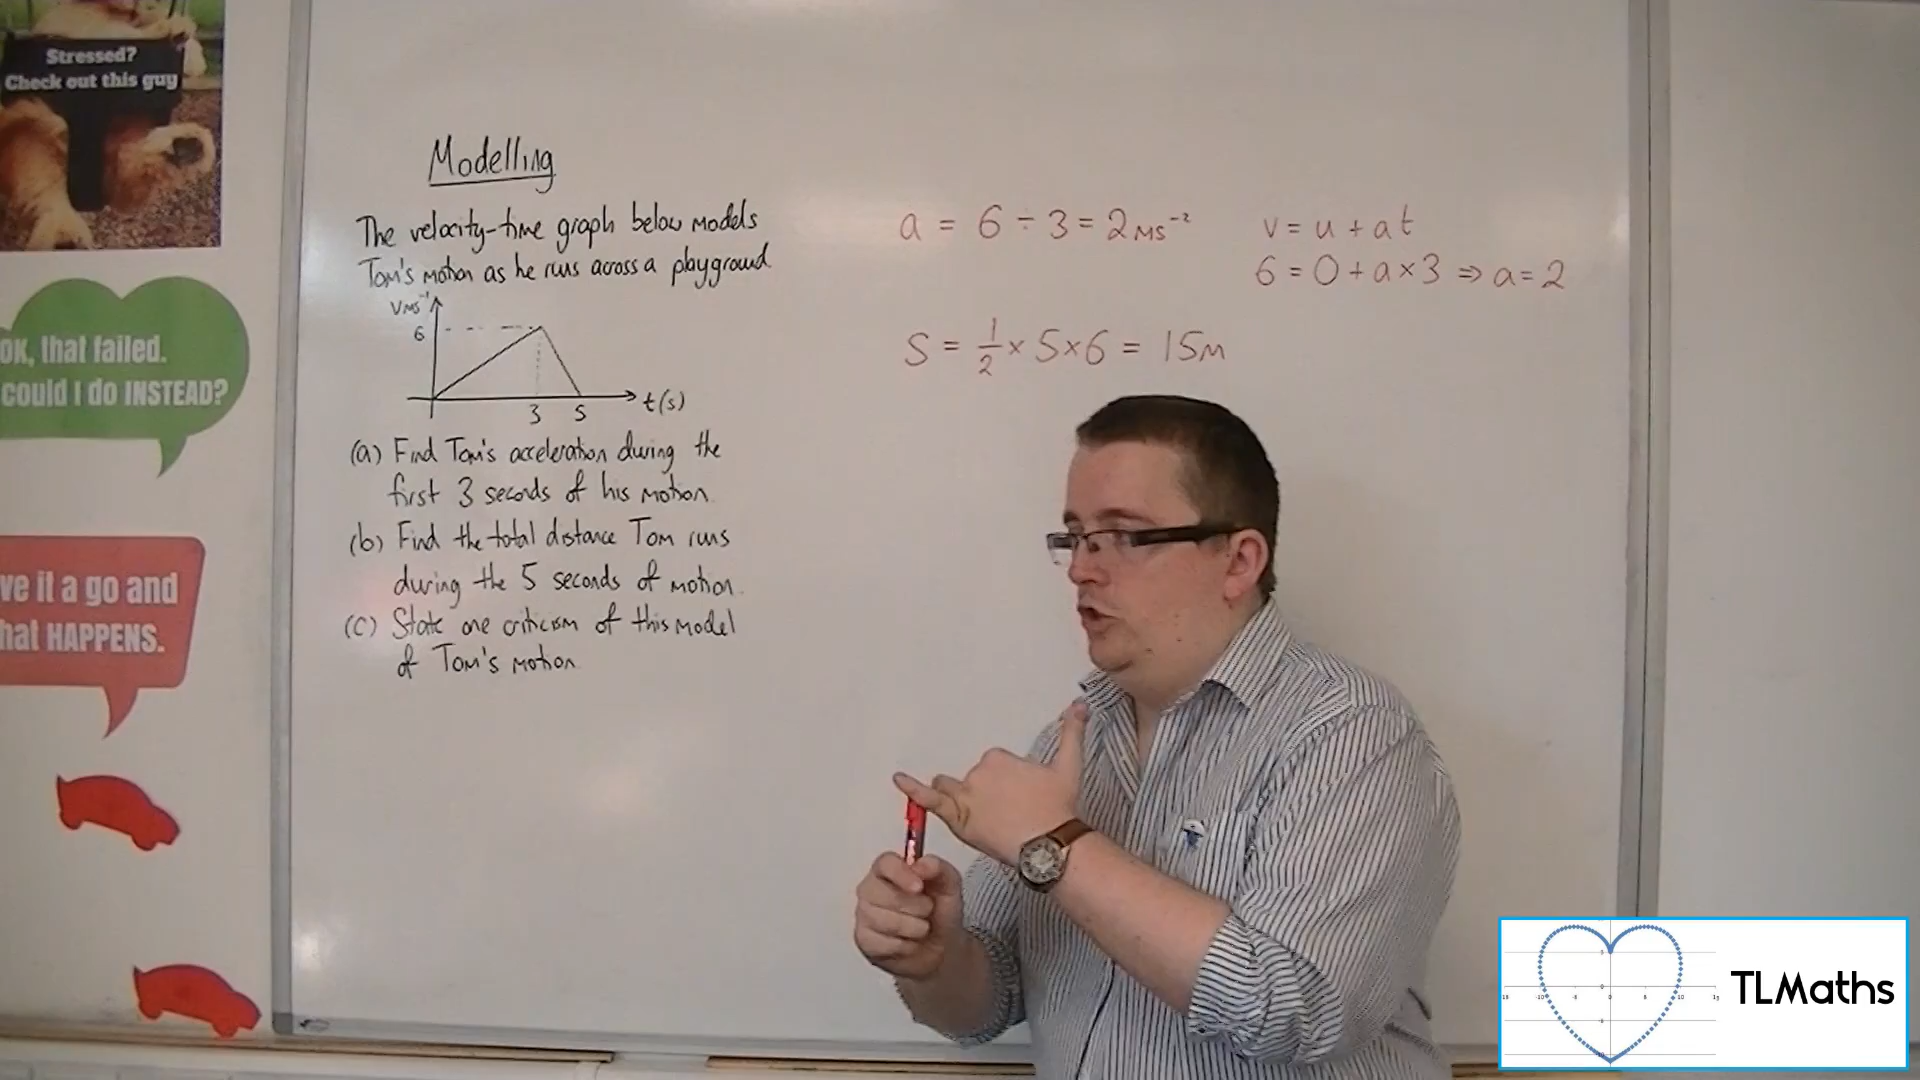 Stressed?
Check out this guy
OK, that failed.
could I do INSTEAD?
ve it a go and
hat HAPPENS.
Modelling
The velocity-time graph below models
Tom's motion as he runs across a playground.
V ms⁻¹
6
3 5 t(s)
(a) Find Tom's acceleration during the
first 3 seconds of his motion.
(b) Find the total distance Tom runs
during the 5 seconds of motion.
(c) State one criticism of this model
of Tom's motion.
a = 6 ÷ 3 = 2 ms⁻²
v = u + at
6 = 0 + a × 3 ⇒ a = 2
S = 1/2 × 5 × 6 = 15m
TLMaths